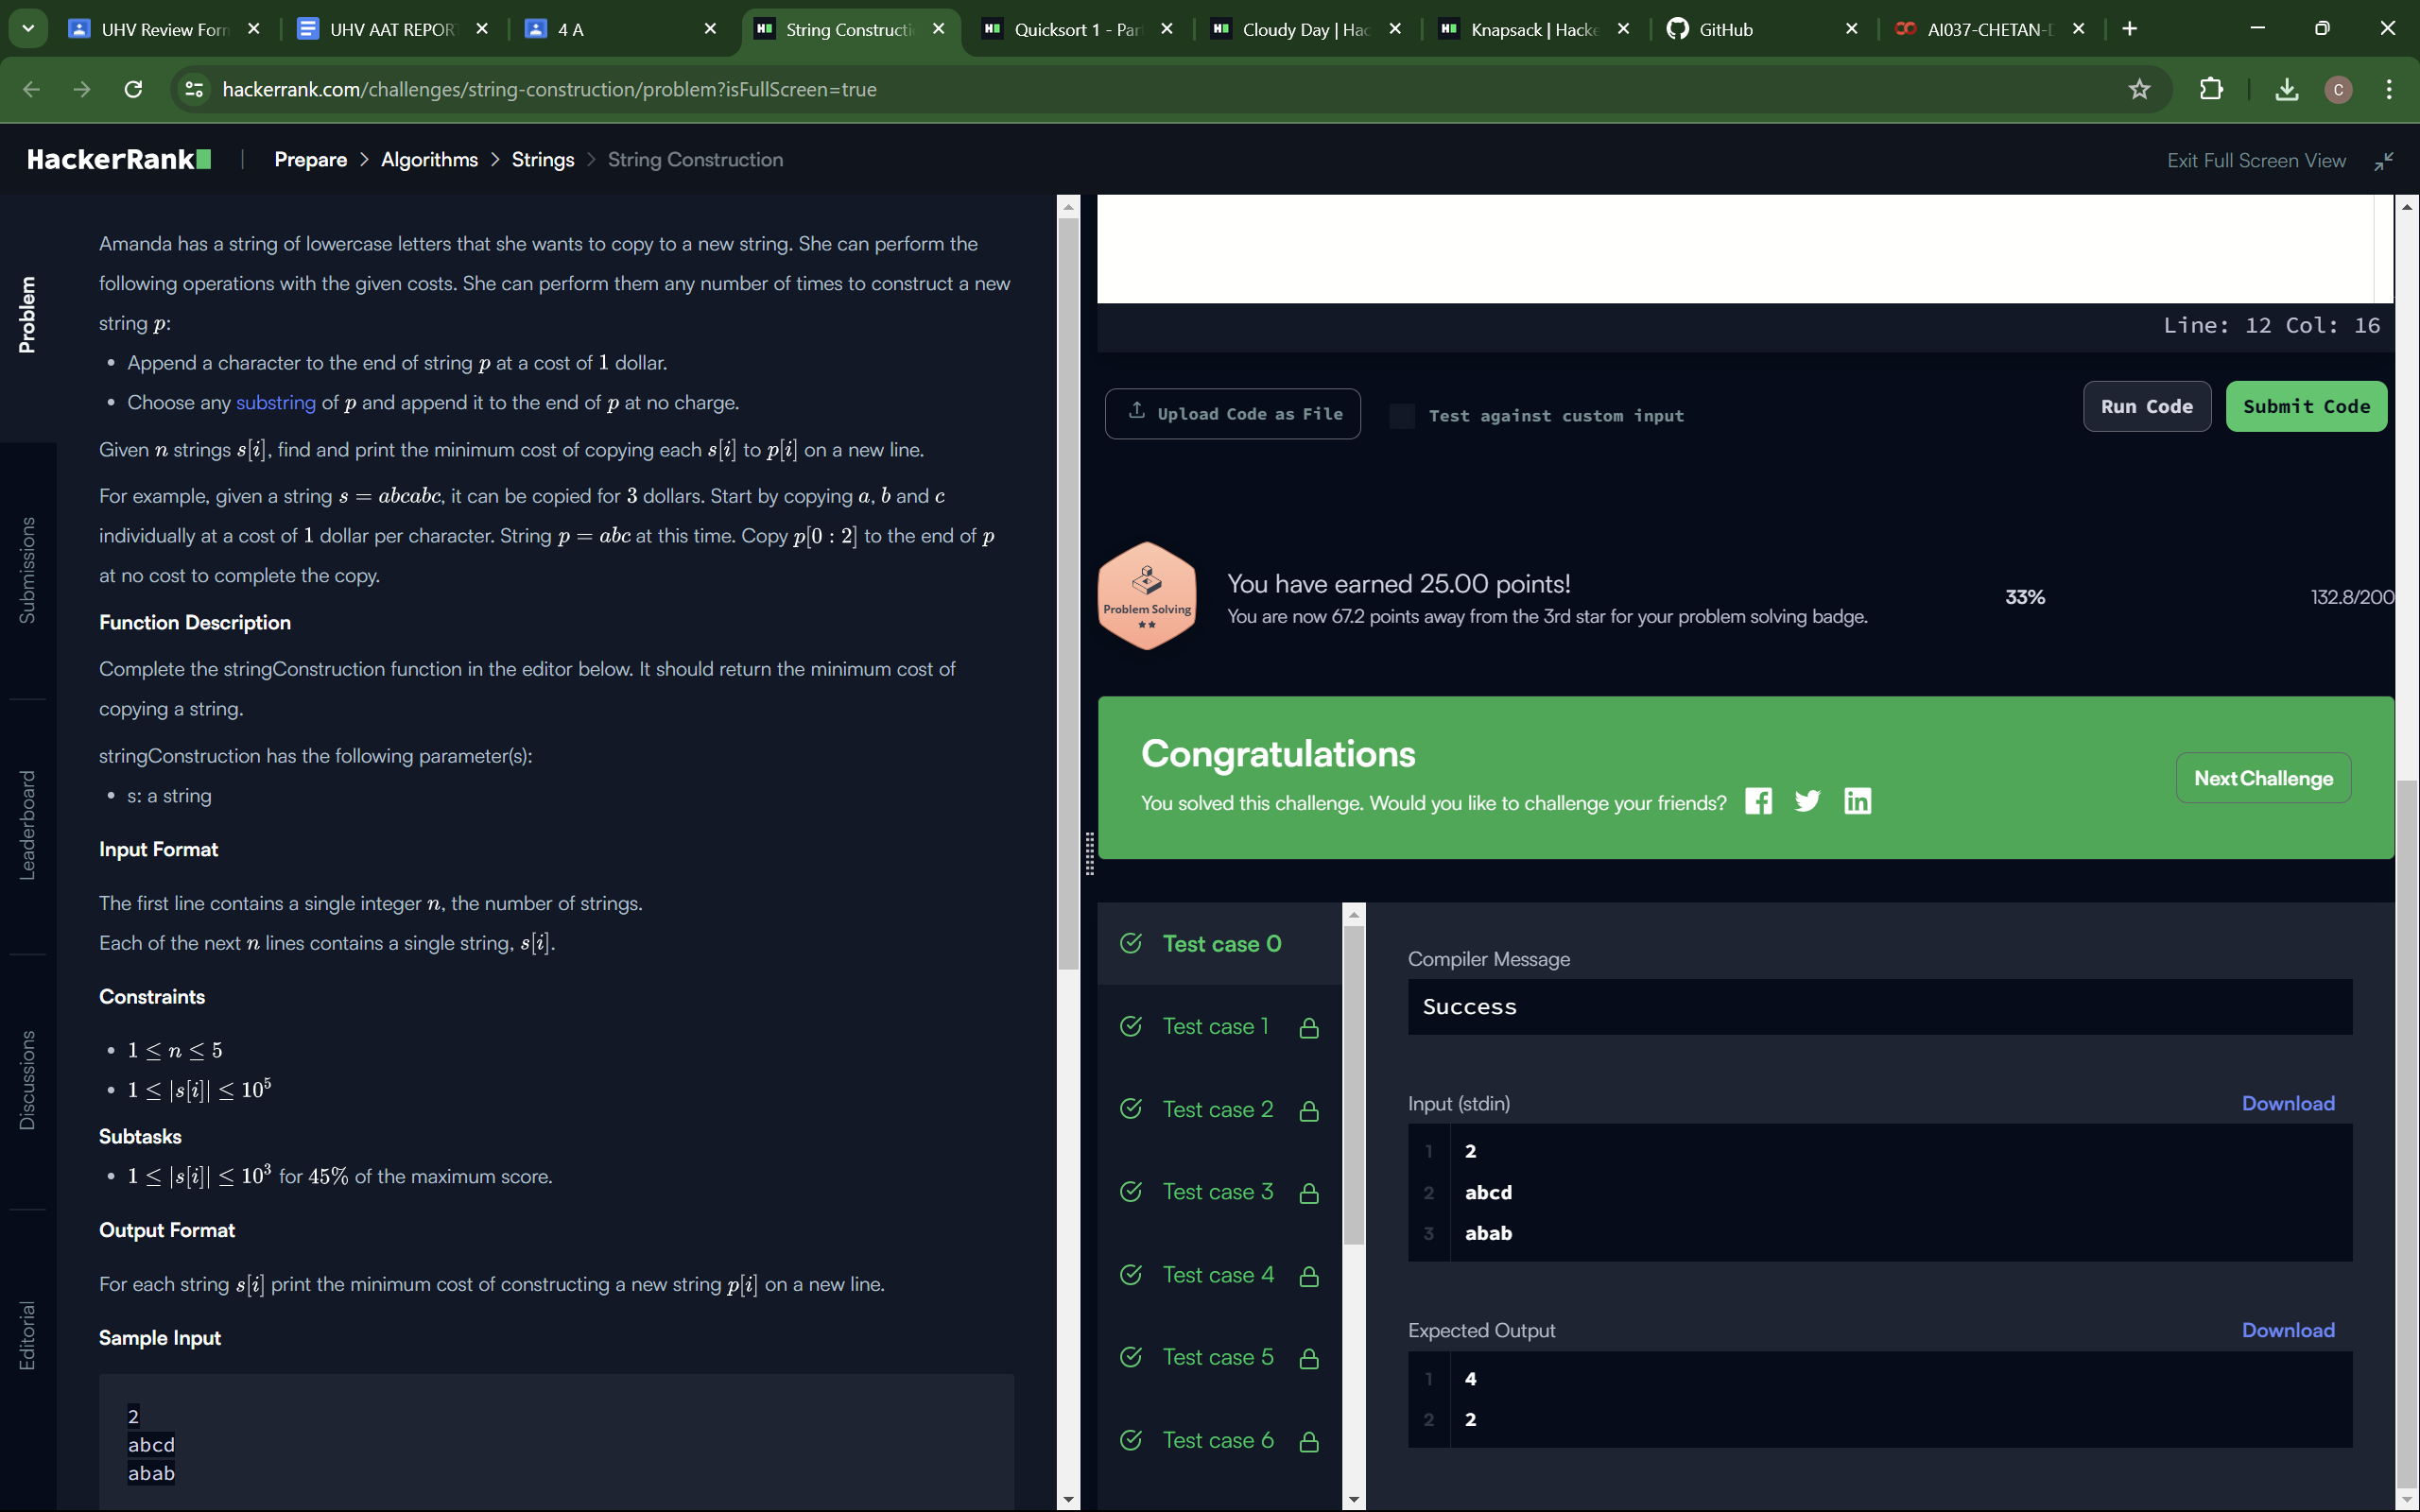 UHV Review Form
UHV AAT REPOR
4 A
String Constructi
Quicksort 1 - Par
Cloudy Day | Hac
Knapsack | Hacke
GitHub
AI037-CHETAN-D
hackerrank.com/challenges/string-construction/problem?isFullScreen=true
C
HackerRank
Prepare > Algorithms > Strings > String Construction
Exit Full Screen View
Problem
Submissions
Leaderboard
Discussions
Editorial
Amanda has a string of lowercase letters that she wants to copy to a new string. She can perform the
following operations with the given costs. She can perform them any number of times to construct a new
string p:
• Append a character to the end of string p at a cost of 1 dollar.
• Choose any substring of p and append it to the end of p at no charge.
Given n strings s[i], find and print the minimum cost of copying each s[i] to p[i] on a new line.
For example, given a string s = abcabc, it can be copied for 3 dollars. Start by copying a, b and c
individually at a cost of 1 dollar per character. String p = abc at this time. Copy p[0 : 2] to the end of p
at no cost to complete the copy.
Function Description
Complete the stringConstruction function in the editor below. It should return the minimum cost of
copying a string.
stringConstruction has the following parameter(s):
• s: a string
Input Format
The first line contains a single integer n, the number of strings.
Each of the next n lines contains a single string, s[i].
Constraints
• 1 ≤ n ≤ 5
• 1 ≤ |s[i]| ≤ 10⁵
Subtasks
• 1 ≤ |s[i]| ≤ 10³ for 45% of the maximum score.
Output Format
For each string s[i] print the minimum cost of constructing a new string p[i] on a new line.
Sample Input
2
abcd
abab
Line: 12 Col: 16
Upload Code as File
Test against custom input
Run Code
Submit Code
Problem Solving
You have earned 25.00 points!
You are now 67.2 points away from the 3rd star for your problem solving badge.
33%
132.8/200
Congratulations
You solved this challenge. Would you like to challenge your friends?
Next Challenge
Test case 0
Test case 1
Test case 2
Test case 3
Test case 4
Test case 5
Test case 6
Compiler Message
Success
Input (stdin)
Download
1 2
2 abcd
3 abab
Expected Output
Download
1 4
2 2